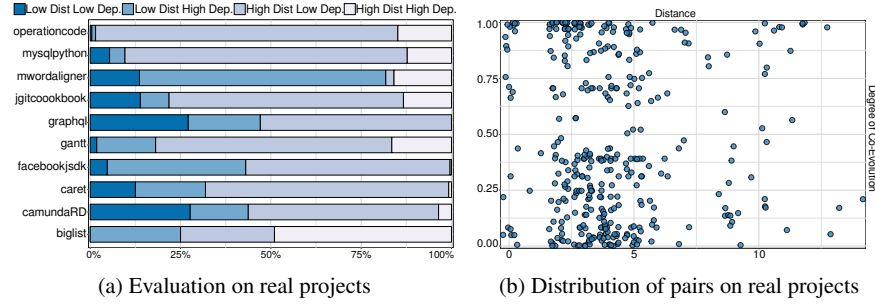 Low Dist Low Dep. Low Dist High Dep. High Dist Low Dep. High Dist High Dep.
operationcode
mysqlpython
mwordaligner
jgitcoookbook
graphql
gantt
facebookjsdk
caret
camundaRD
biglist
0% 25% 50% 75% 100%
(a) Evaluation on real projects
Distance
1.00
0.75
0.50
0.25
0.00
0 5 10
Degree of Co-evolution
(b) Distribution of pairs on real projects